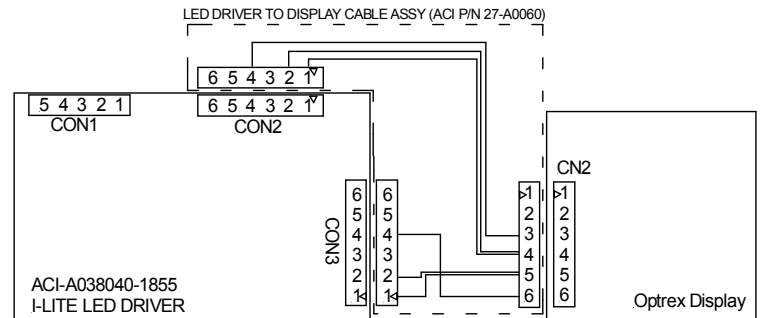 LED DRIVER TO DISPLAY CABLE ASSY (ACI P/N 27-A0060)
6 5 4 3 2 1
5 4 3 2 1
6 5 4 3 2 1
CON1
CON2
CN2
1
2
3
4
5
6
1
2
3
4
5
6
CON3
6
5
4
3
2
1
6
5
4
3
2
1
ACI-A038040-1855
I-LITE LED DRIVER
Optrex Display